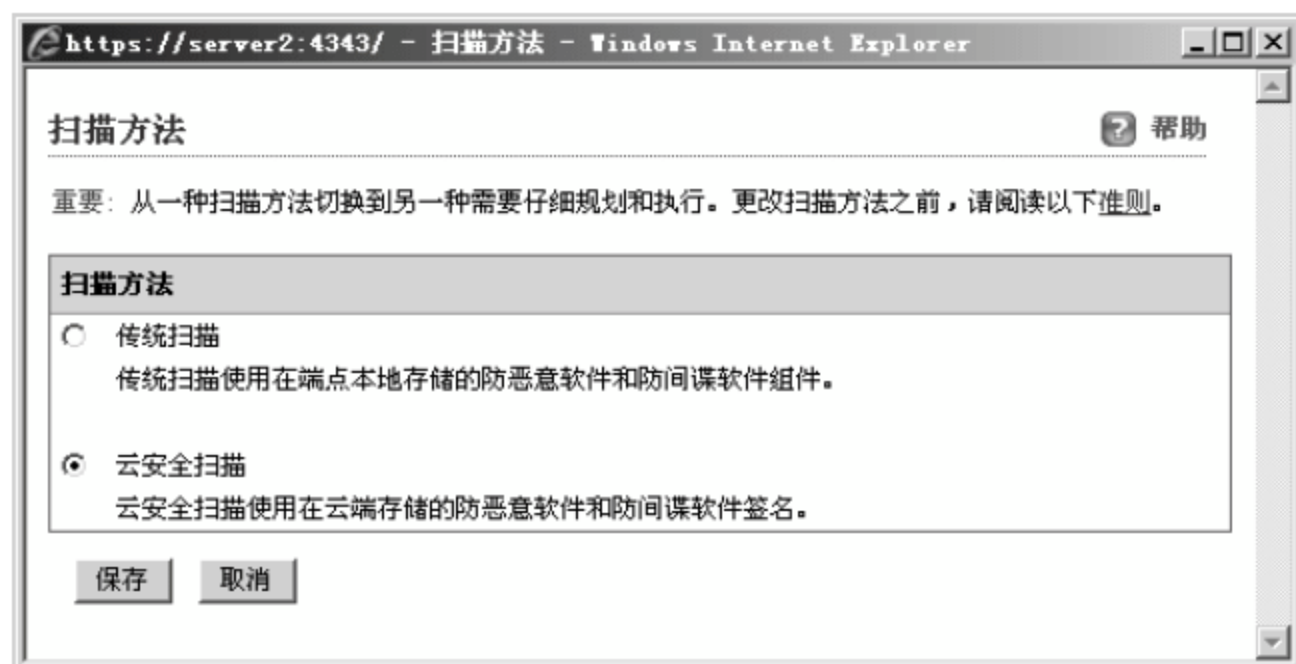 https://server2:4343/ - 扫描方法 - Windows Internet Explorer
扫描方法
帮助
重要：从一种扫描方法切换到另一种需要仔细规划和执行。更改扫描方法之前，请阅读以下准则。
扫描方法
传统扫描
传统扫描使用在端点本地存储的防恶意软件和防间谍软件组件。
云安全扫描
云安全扫描使用在云端存储的防恶意软件和防间谍软件签名。
保存 取消